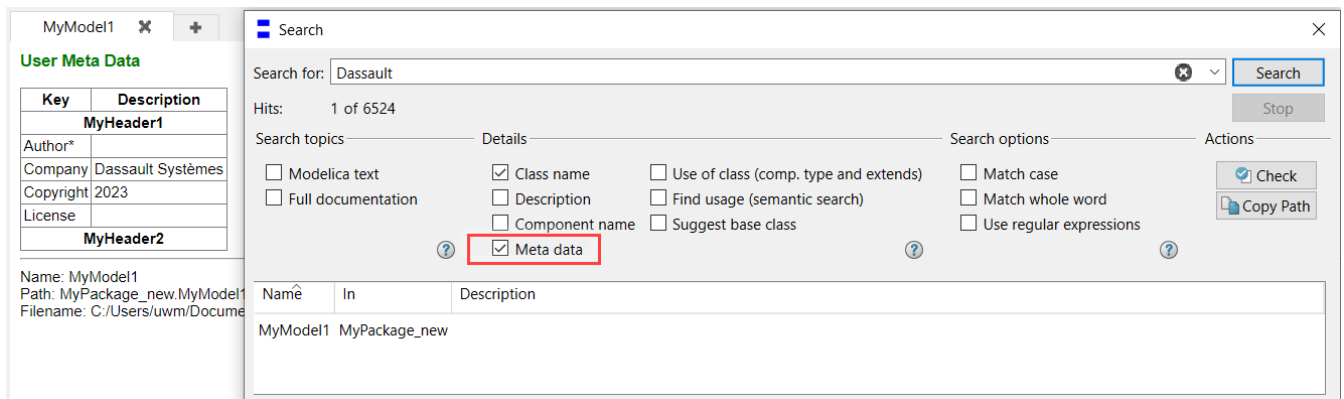 MyModel1
User Meta Data
Key Description
MyHeader1
Author*
Company Dassault Systèmes
Copyright 2023
License
MyHeader2
Name: MyModel1
Path: MyPackage_new.MyModel1
Filename: C:/Users/uwm/Docume
Search
Search for: Dassault
Search
Hits: 1 of 6524
Stop
Search topics
Modelica text
Full documentation
Details
Class name
Description
Component name
Meta data
Use of class (comp. type and extends)
Find usage (semantic search)
Suggest base class
Search options
Match case
Match whole word
Use regular expressions
Actions
Check
Copy Path
Name In Description
MyModel1 MyPackage_new